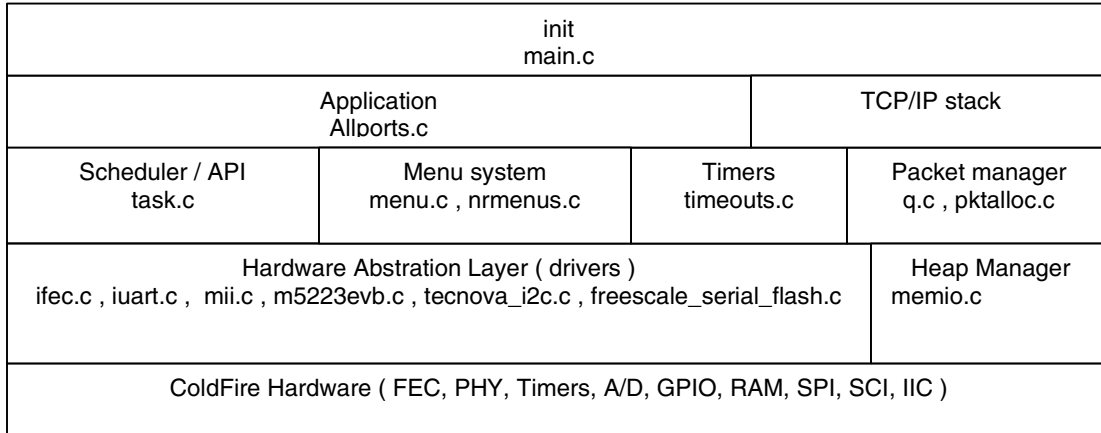 init
main.c
Application
Allports.c
TCP/IP stack
Scheduler / API
task.c
Menu system
menu.c , nrmenus.c
Timers
timeouts.c
Packet manager
q.c , pktalloc.c
Hardware Abstration Layer ( drivers )
ifec.c , iuart.c , mii.c , m5223evb.c , tecnova_i2c.c , freescale_serial_flash.c
Heap Manager
memio.c
ColdFire Hardware ( FEC, PHY, Timers, A/D, GPIO, RAM, SPI, SCI, IIC )